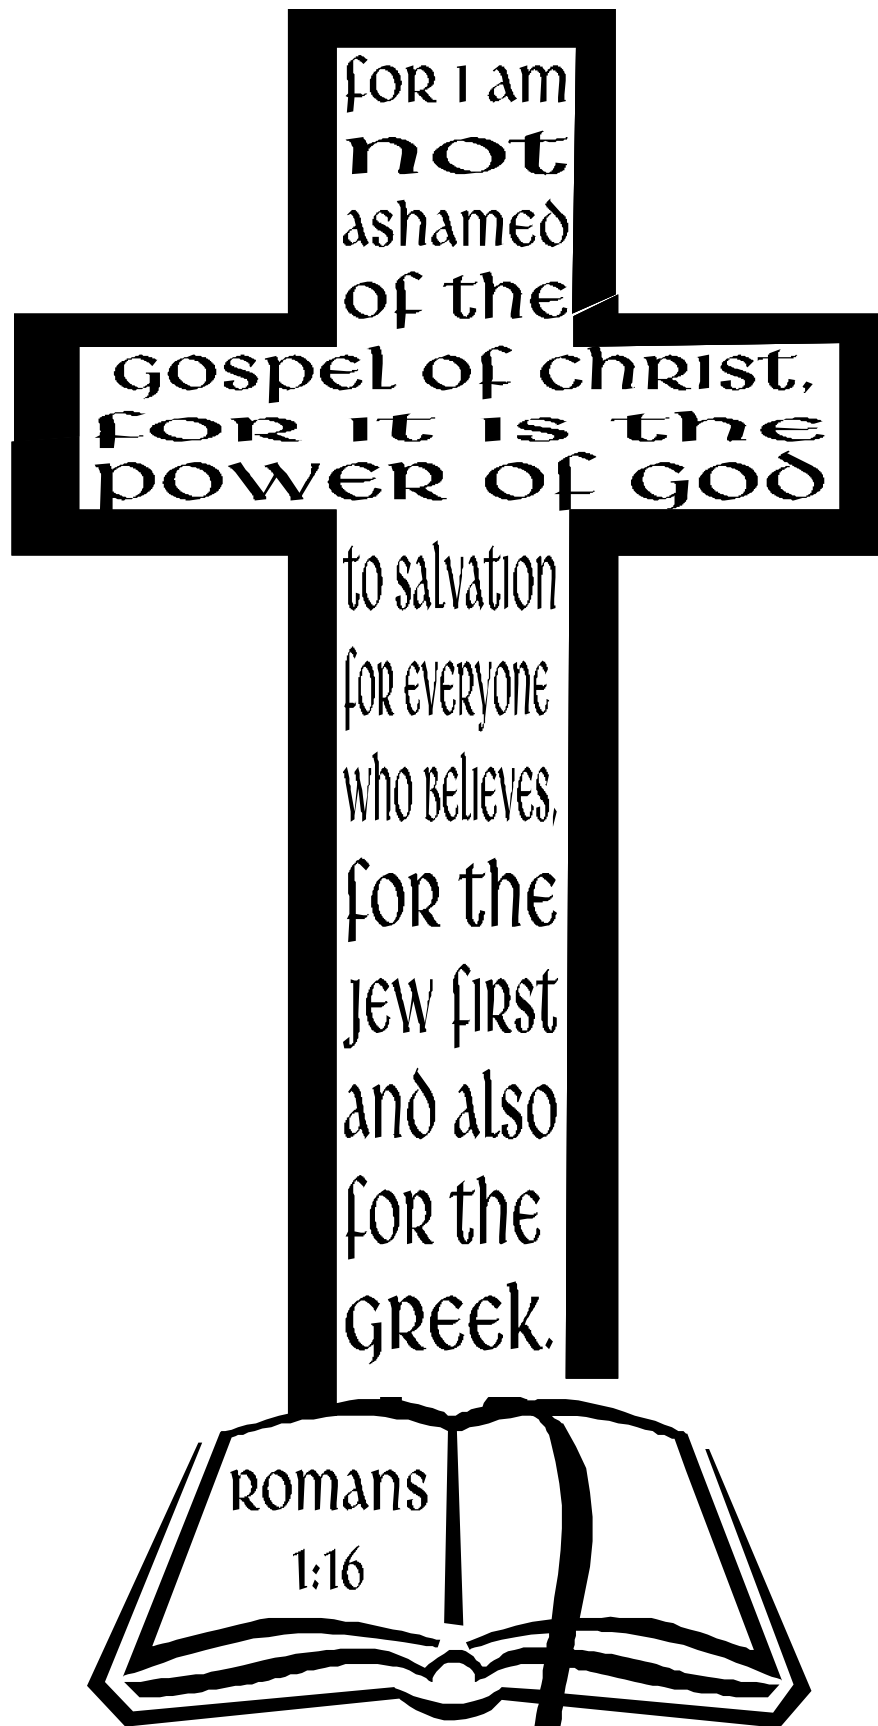 for I am
not
ashamed
of the
gospel of christ,
for it is the
power of god
to salvation
for everyone
who believes,
for the
Jew first
and also
for the
Greek.
Romans
1:16